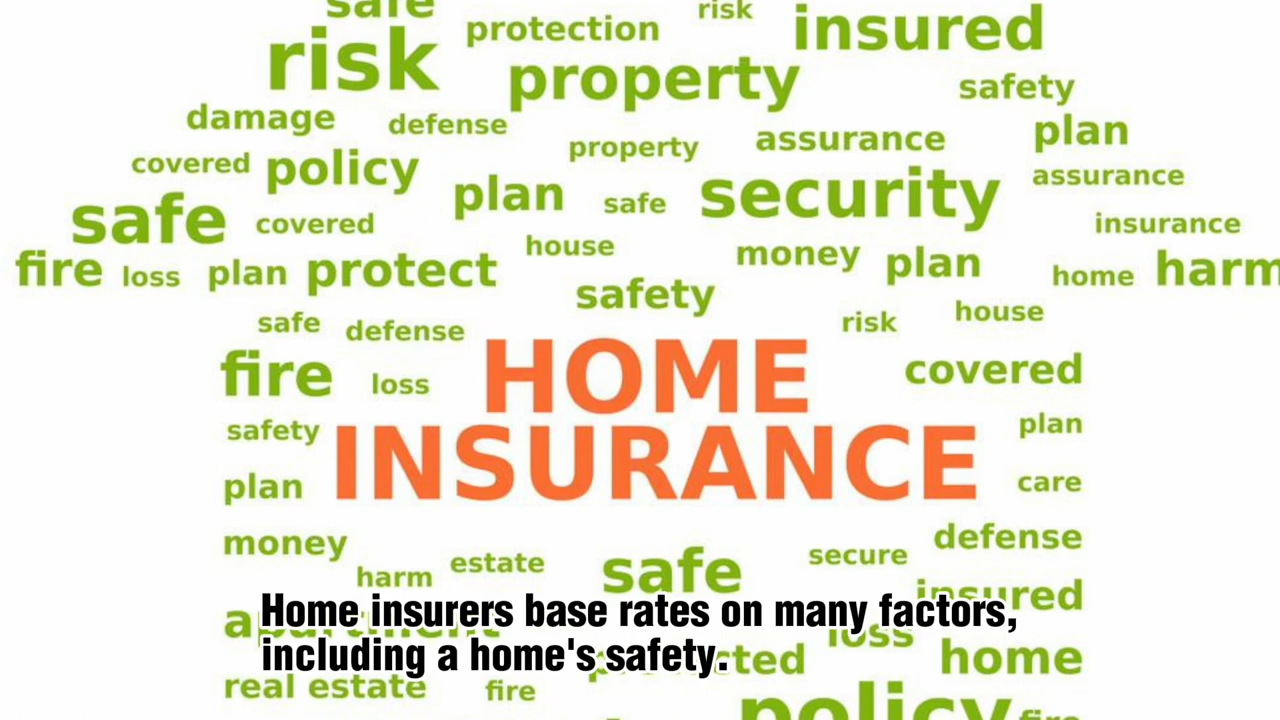 safe protection risk insured
risk property safety
damage defense property assurance plan
covered policy plan safe security assurance
safe covered house money plan insurance
fire loss plan protect safety home harm
safe defense risk house
fire loss HOME covered
safety INSURANCE plan
plan care
money harm estate safe secure defense
insured
Home insurers base rates on many factors,
loss
including a home's safety.
home
real estate fire policy fire